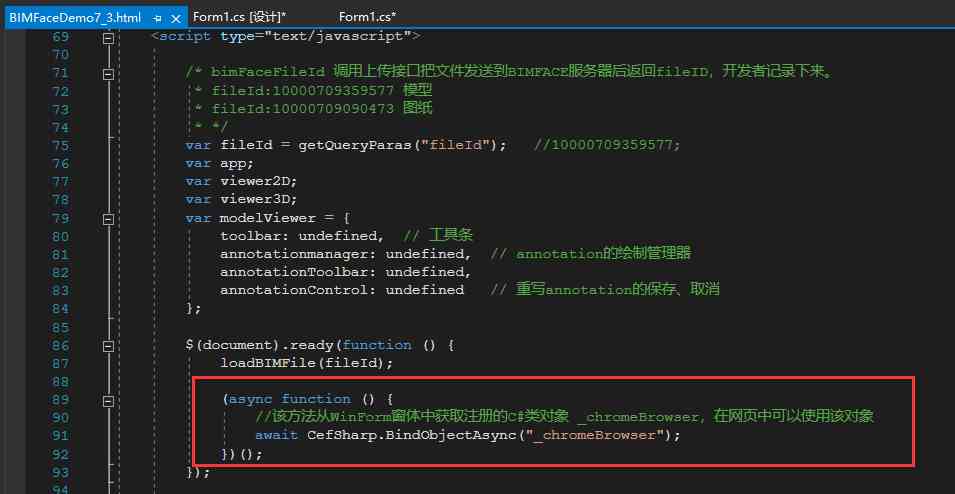 BIMFaceDemo7_3.html Form1.cs [设计]* Form1.cs*
69 <script type="text/javascript">
70
71 /* bimFaceFileId 调用上传接口把文件发送到BIMFACE服务器后返回fileID，开发者记录下来。
72 * fileId:10000709359577 模型
73 * fileId:10000709090473 图纸
74 * */
75 var fileId = getQueryParas("fileId"); //10000709359577;
76 var app;
77 var viewer2D;
78 var viewer3D;
79 var modelViewer = {
80 toolbar: undefined, // 工具条
81 annotationmanager: undefined, // annotation的绘制管理器
82 annotationToolbar: undefined,
83 annotationControl: undefined // 重写annotation的保存、取消
84 };
85
86 $(document).ready(function () {
87 loadBIMFile(fileId);
88
89 (async function () {
90 //该方法从WinForm窗体中获取注册的C#类对象 _chromeBrowser，在网页中可以使用该对象
91 await CefSharp.BindObjectAsync("_chromeBrowser");
92 })();
93 });
94